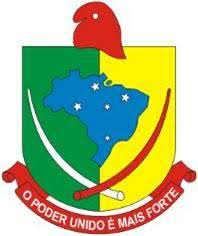 O PODER UNIDO É MAIS FORTE